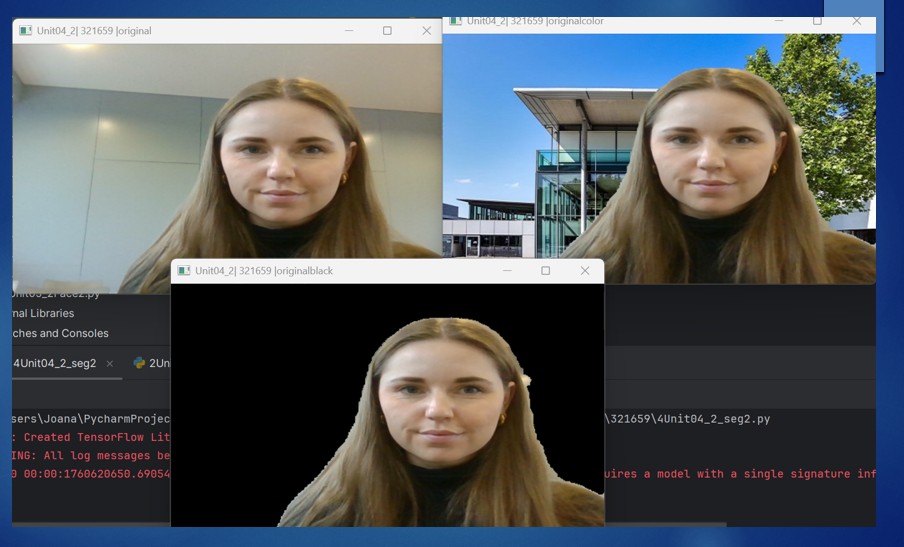 Unit04_2| 321659 |original
Unit04_2| 321659 |originalcolor
Unit04_2| 321659 |originalblack
nal Libraries
ches and Consoles
4Unit04_2_seg2
2Un
sers\Joana\PycharmProjec \321659\4Unit04_2_seg2.py
: Created TensorFlow Lit
ING: All log messages be
0 00:00:1760620650.69054 uires a model with a single signature inf